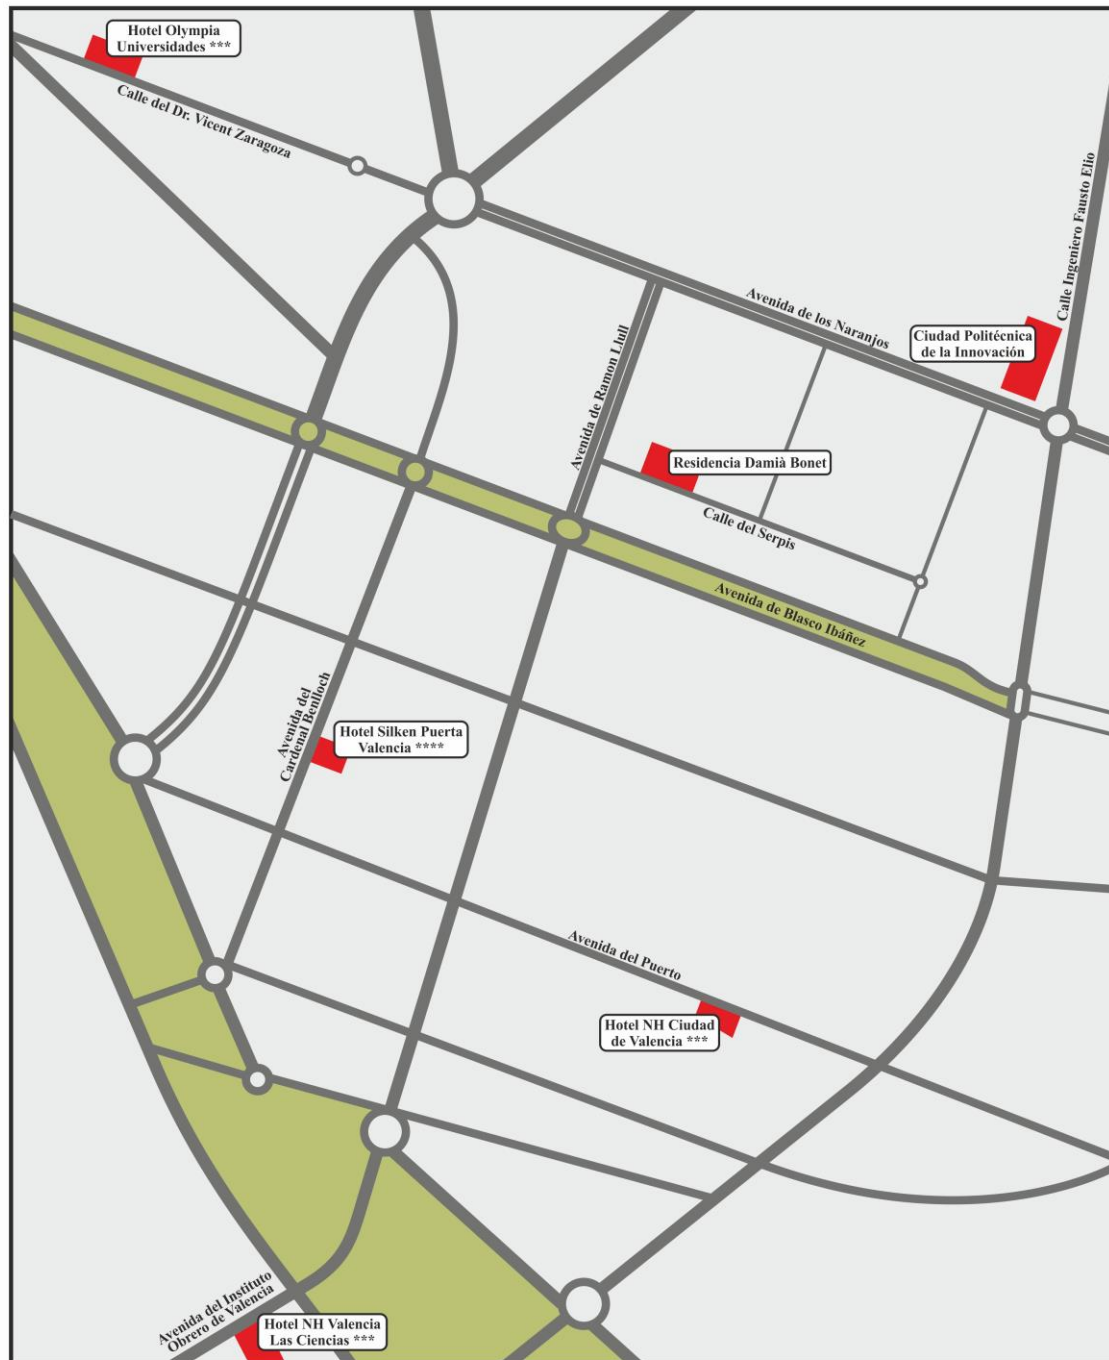 Hotel Olympia
Universidades ***
Calle del Dr. Vicent Zaragoza
Calle Ingeniero Fausto Elio
Avenida de los Naranjos
Ciudad Politécnica
de la Innovación
Avenida de Ramon Llull
Residencia Damià Bonet
Calle del Serpis
Avenida de Blasco Ibáñez
Avenida del
Cardenal Benlloch
Hotel Silken Puerta
Valencia ****
Avenida del Puerto
Hotel NH Ciudad
de Valencia ***
Avenida del Instituto
Obrero de Valencia
Hotel NH Valencia
Las Ciencias ***